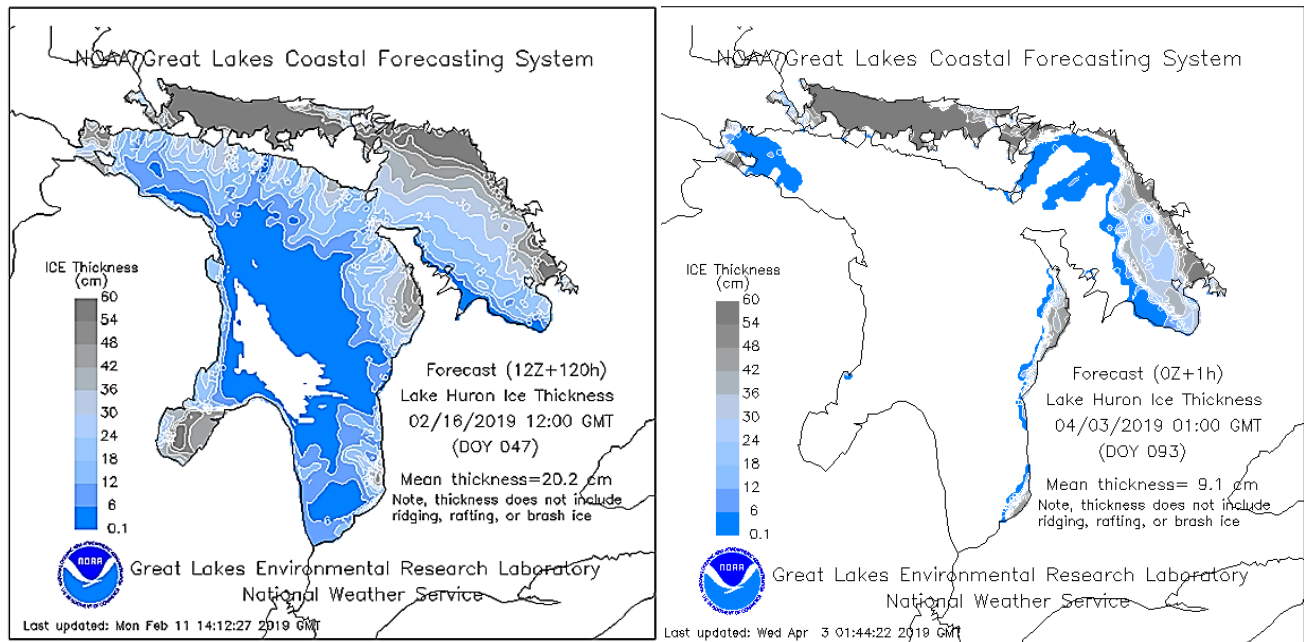 NOAA/Great Lakes Coastal Forecasting System
ICE Thickness
(cm)
60
54
48
42
36
30
24
18
12
6
0.1
24
6
Forecast (12Z+120h)
Lake Huron Ice Thickness
02/16/2019 12:00 GMT
(DOY 047)
Mean thickness=20.2 cm
Note, thickness does not include
ridging, rafting, or brash ice
NOAA
Great Lakes Environmental Research Laboratory
National Weather Service
Last updated: Mon Feb 11 14:12:27 2019 GMT
NOAA/Great Lakes Coastal Forecasting System
ICE Thickness
(cm)
60
54
48
42
36
30
24
18
12
6
0.1
Forecast (0Z+1h)
Lake Huron Ice Thickness
04/03/2019 01:00 GMT
(DOY 093)
Mean thickness= 9.1 cm
Note, thickness does not include
ridging, rafting, or brash ice
NOAA
Great Lakes Environmental Research Laboratory
National Weather Service
Last updated: Wed Apr 3 01:44:22 2019 GMT